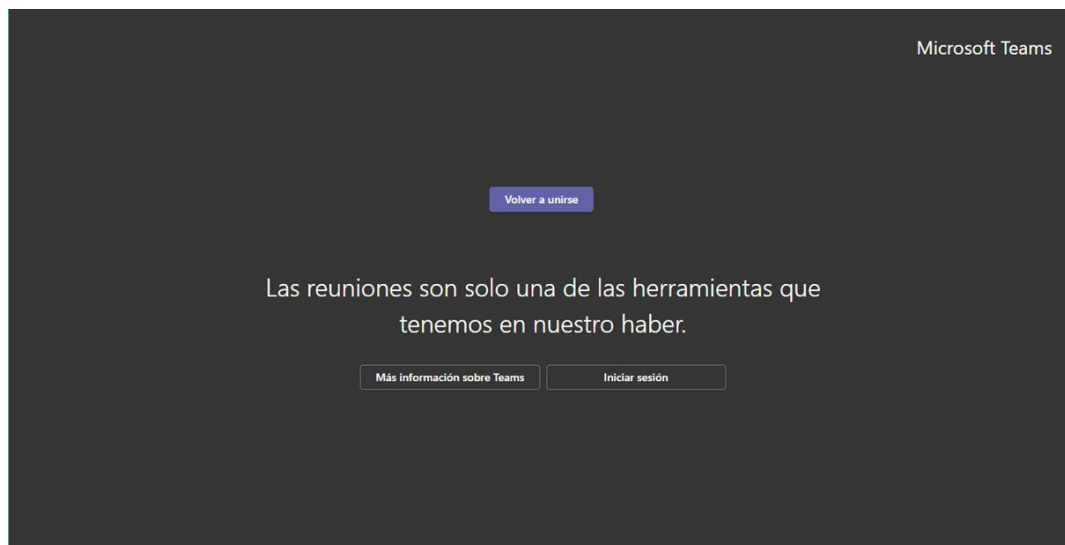 Microsoft Teams
Volver a unirse
Las reuniones son solo una de las herramientas que
tenemos en nuestro haber.
Más información sobre Teams
Iniciar sesión